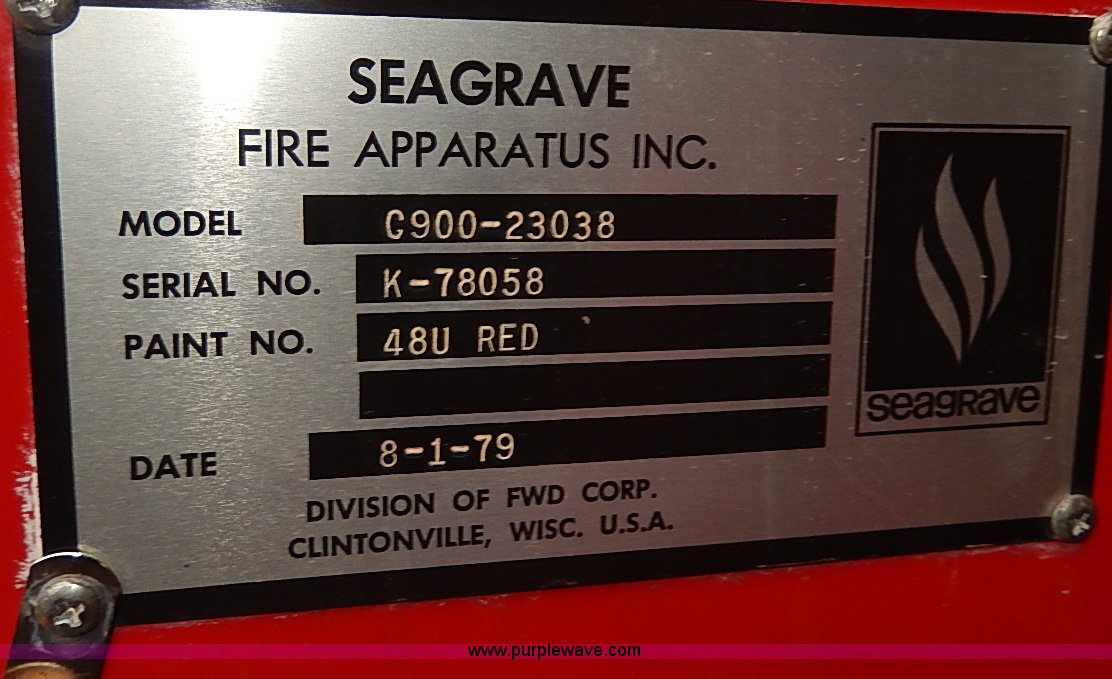 SEAGRAVE
FIRE APPARATUS INC.
MODEL C900-23038
SERIAL NO. K-78058
PAINT NO. 48U RED
DATE 8-1-79
DIVISION OF FWD CORP.
CLINTONVILLE, WISC. U.S.A.
seagrave
www.purplewave.com